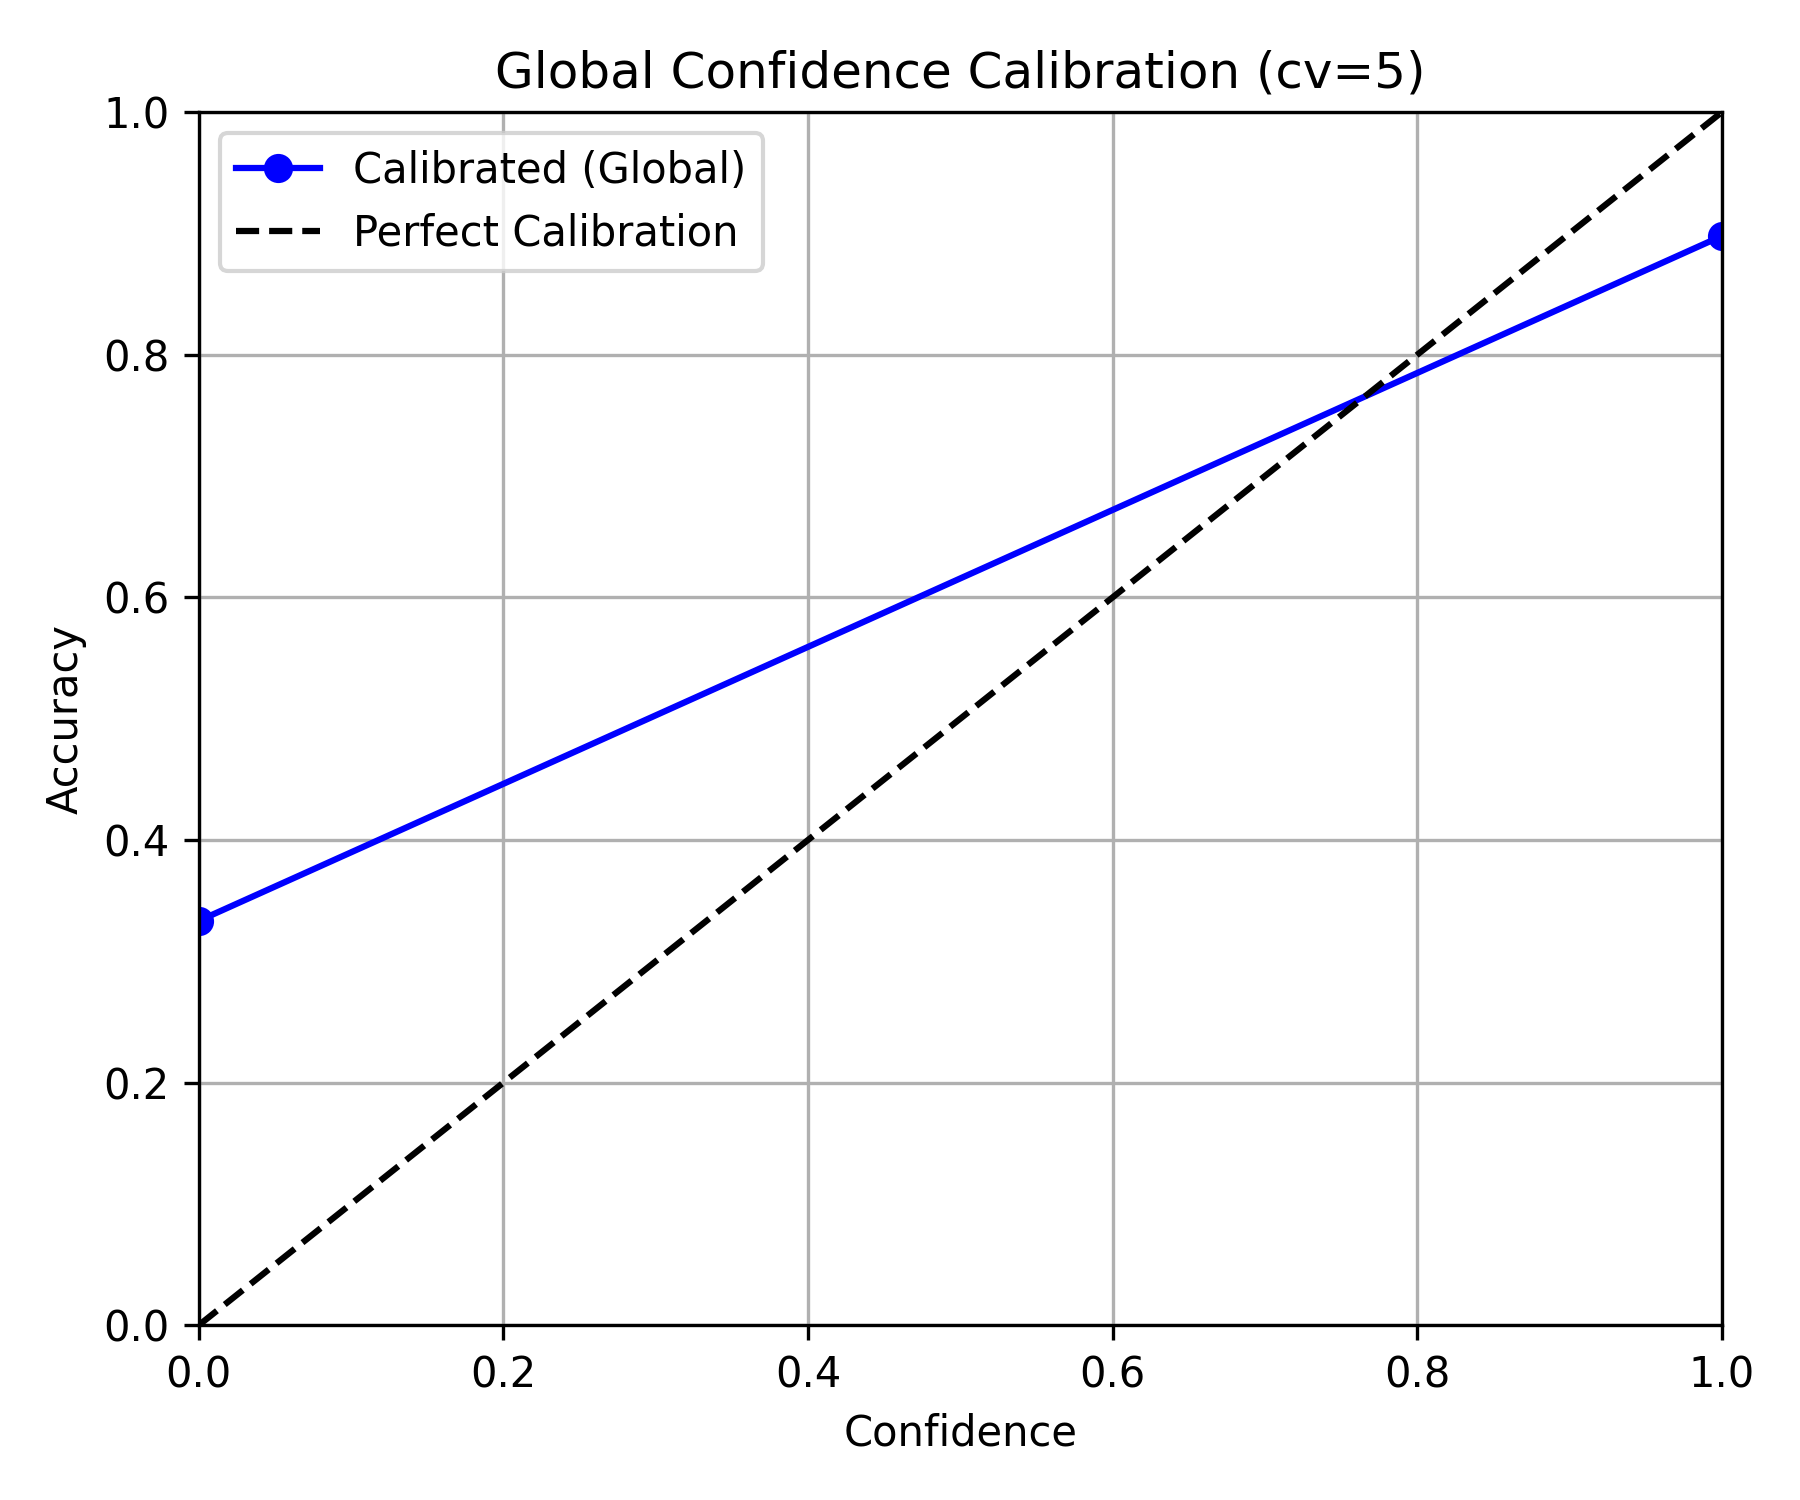 Global Confidence Calibration (cv=5)
1.0
Calibrated (Global)
Perfect Calibration
0.8
0.6
0.4
0.2
0.0
Accuracy
0.0 0.2 0.4 0.6 0.8 1.0
Confidence